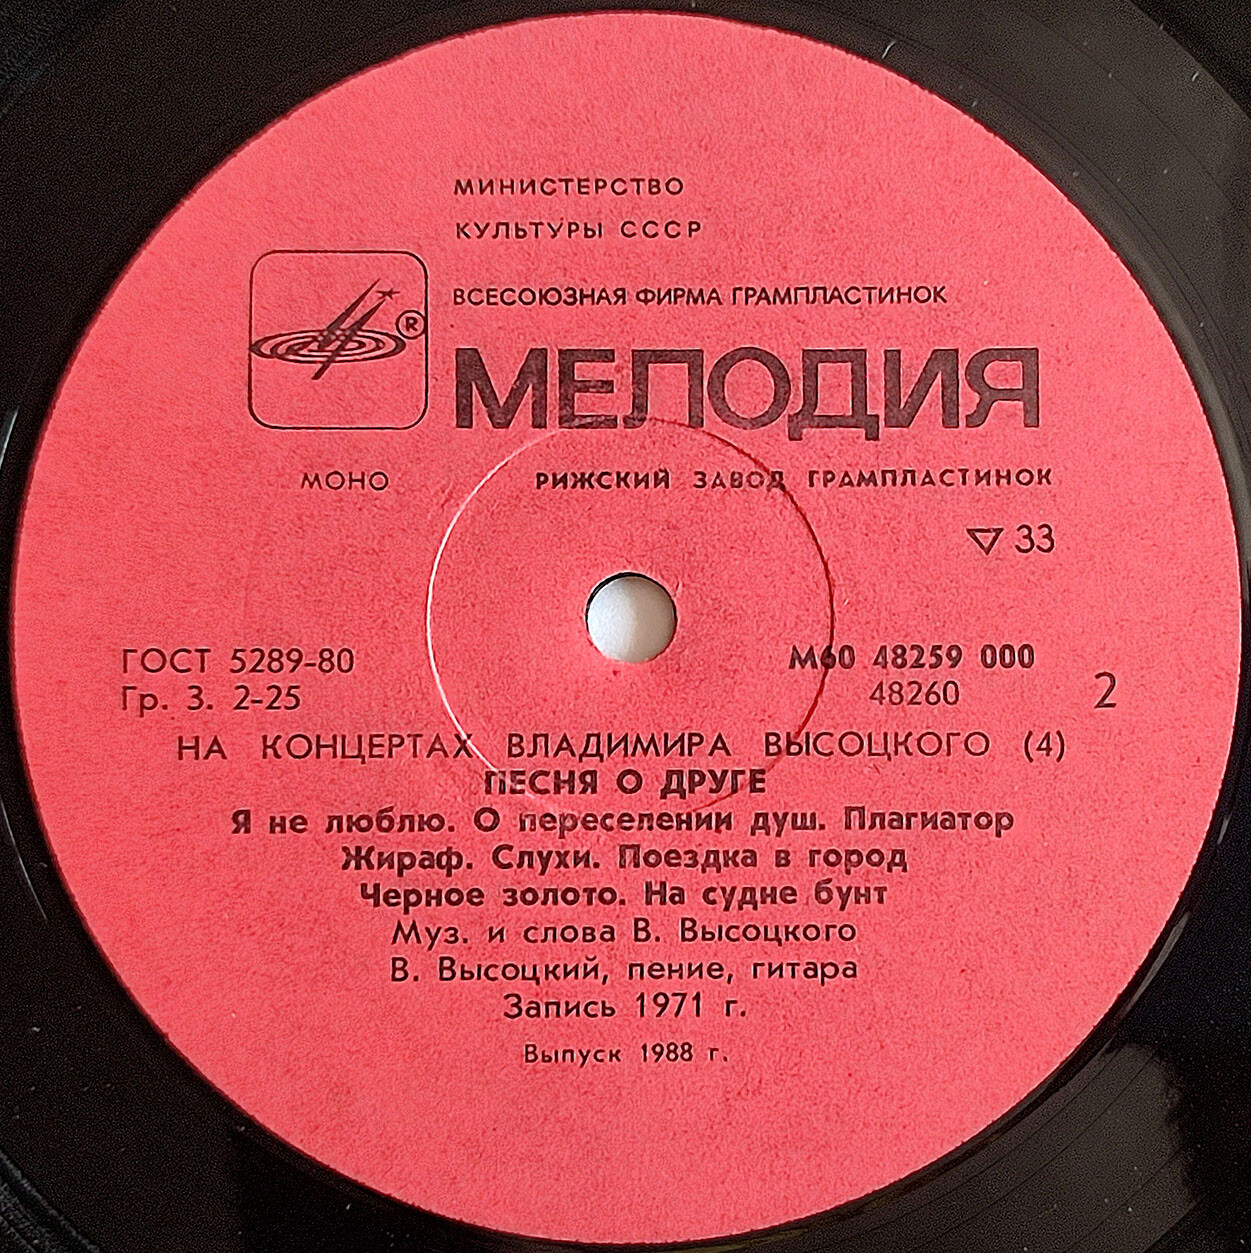 МИНИСТЕРСТВО
КУЛЬТУРЫ СССР
ВСЕСОЮЗНАЯ ФИРМА ГРАМПЛАСТИНОК
®
МЕЛОДИЯ
МОНО РИЖСКИЙ ЗАВОД ГРАМПЛАСТИНОК
▽ 33
ГОСТ 5289-80 М60 48259 000
Гр. 3. 2-25 48260 2
НА КОНЦЕРТАХ ВЛАДИМИРА ВЫСОЦКОГО (4)
ПЕСНЯ О ДРУГЕ
Я не люблю. О переселении душ. Плагиатор
Жираф. Слухи. Поездка в город
Черное золото. На судне бунт
Муз. и слова В. Высоцкого
В. Высоцкий, пение, гитара
Запись 1971 г.
Выпуск 1988 г.